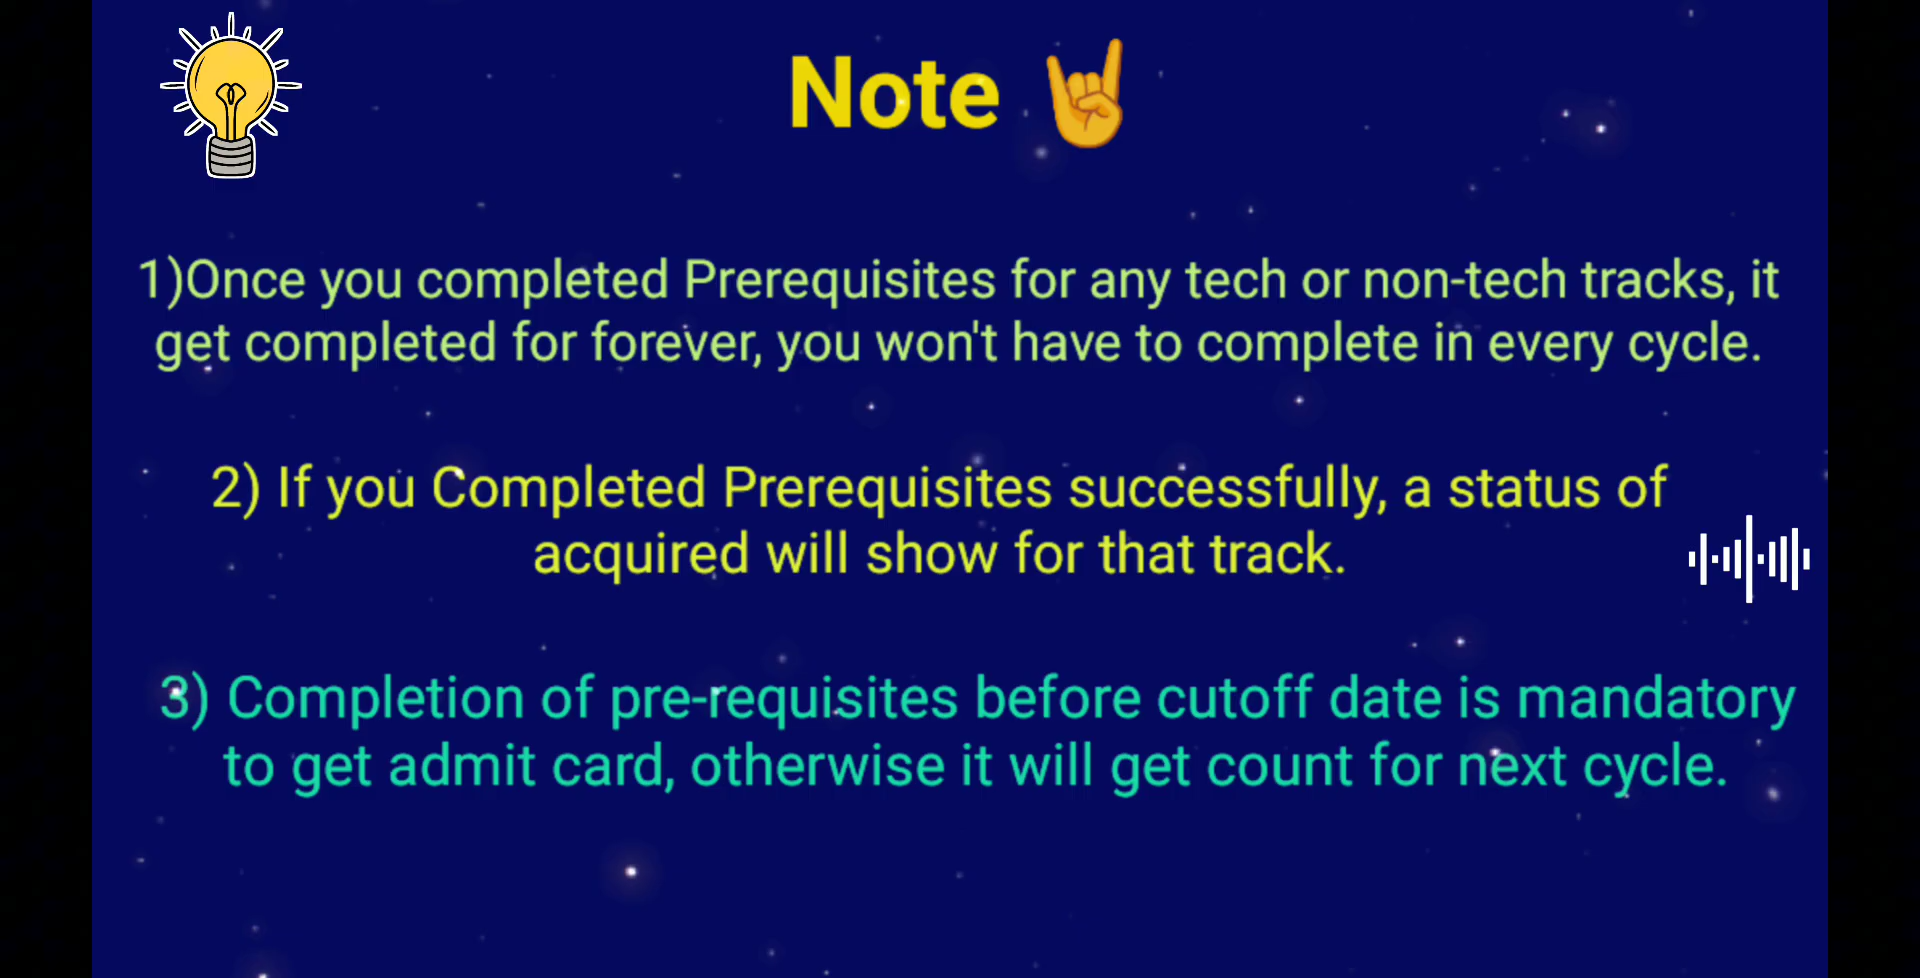 Note 🤘
1)Once you completed Prerequisites for any tech or non-tech tracks, it
get completed for forever, you won't have to complete in every cycle.
2) If you Completed Prerequisites successfully, a status of
acquired will show for that track.
3) Completion of pre-requisites before cutoff date is mandatory
to get admit card, otherwise it will get count for next cycle.